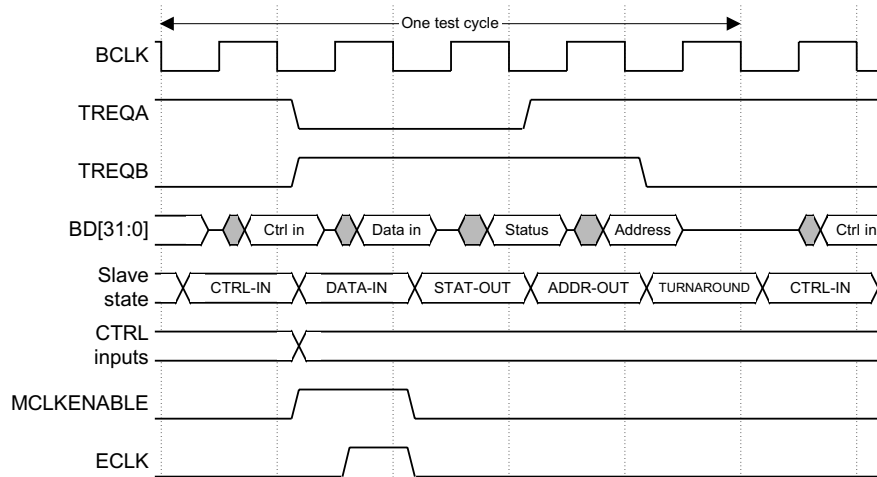 One test cycle
BCLK
TREQA
TREQB
BD[31:0] Ctrl in Data in Status Address Ctrl in
Slave
state
CTRL-IN DATA-IN STAT-OUT ADDR-OUT TURNAROUND CTRL-IN
CTRL
inputs
MCLKENABLE
ECLK